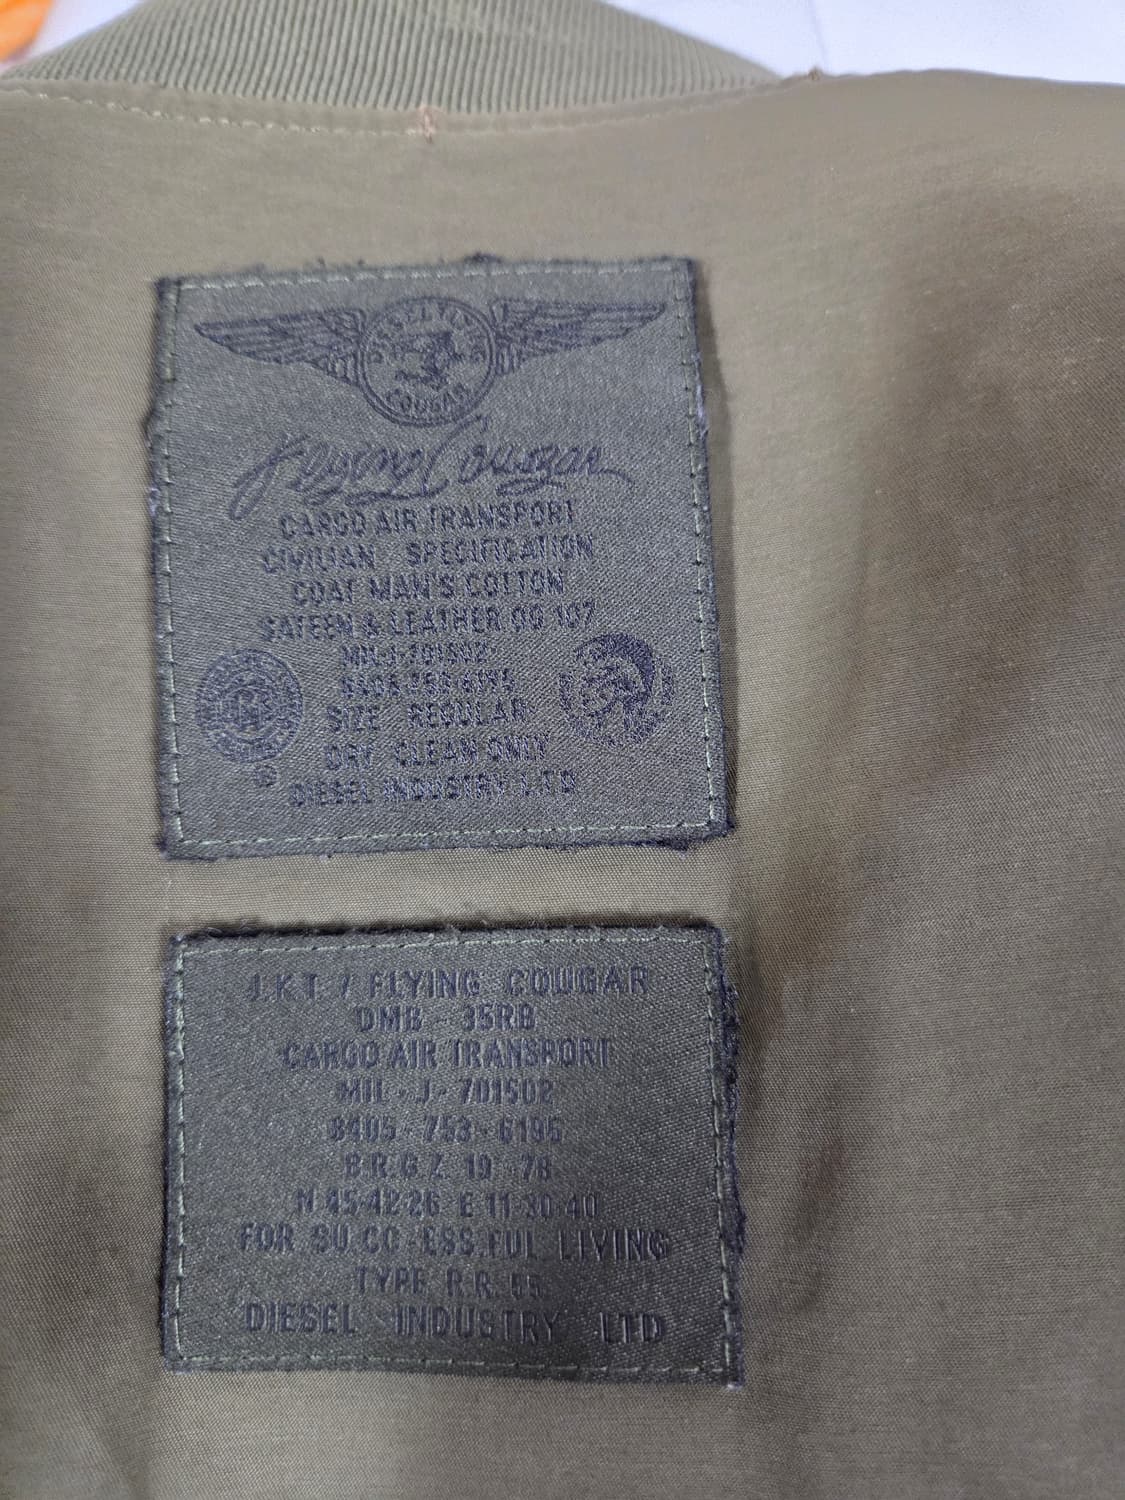 COUGAR
Flying Cougar
CARGO AIR TRANSPORT
CIVILIAN SPECIFICATION
COAT MAN'S COTTON
SATEEN & LEATHER OG 107
SIZE REGULAR
DRY CLEAN ONLY
®
DIESEL INDUSTRY LTD
J.K.T / FLYING COUGAR
DMB - 35RB
CARGO AIR TRANSPORT
MIL - J - 701502
8405 - 753 - 6195
B.R.G.Z. 19 78
N 45-42-26 E 11-30-40
FOR SU.CC-ESS.FUL LIVING
TYPE R.R. 55.
DIESEL INDUSTRY LTD